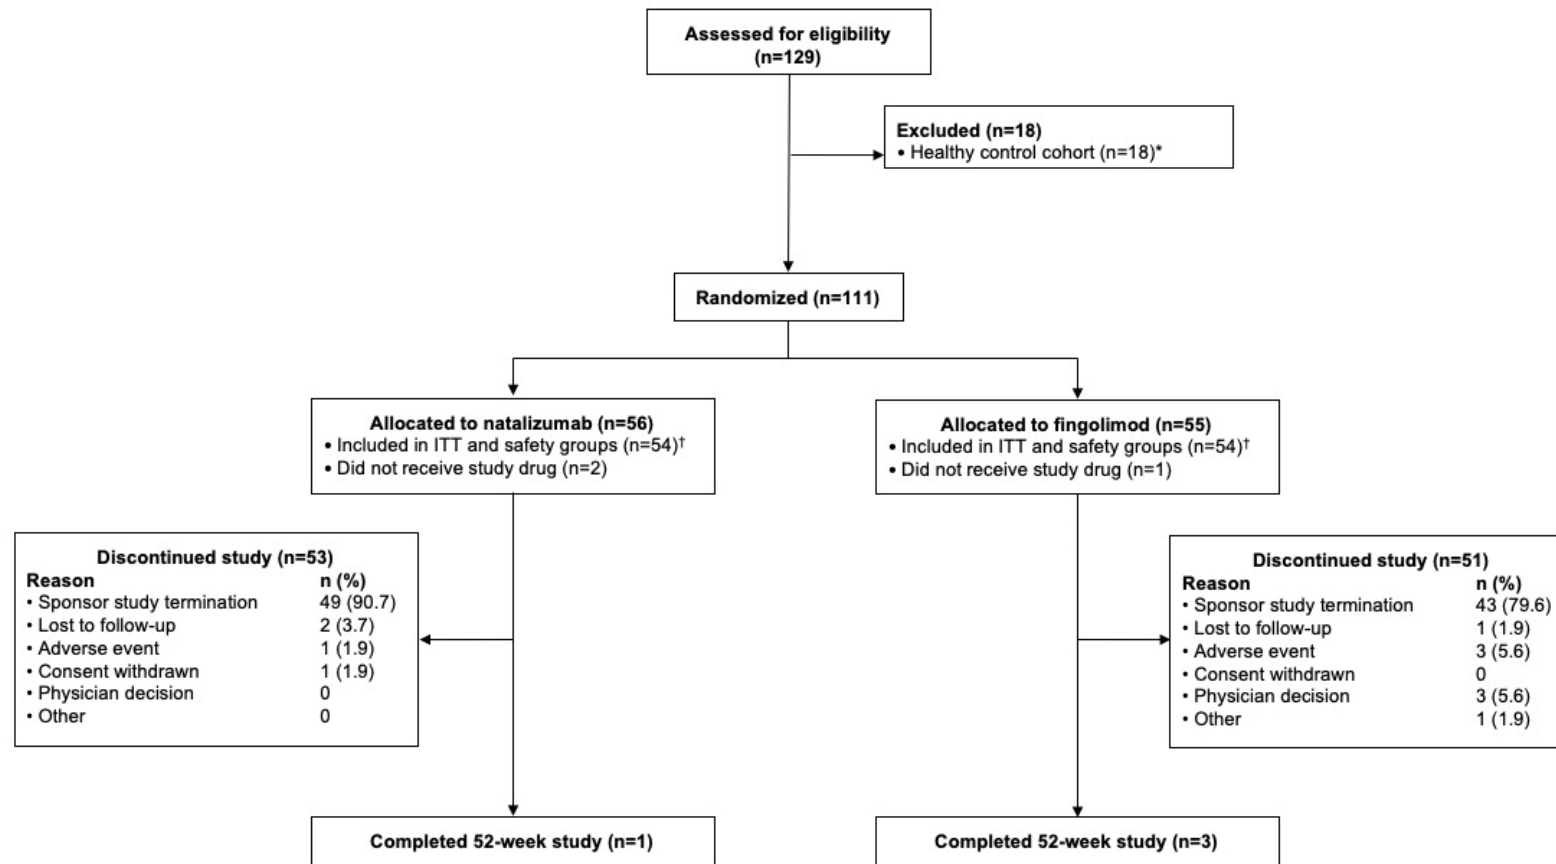 Assessed for eligibility
(n=129)
Excluded (n=18)
• Healthy control cohort (n=18)*
Randomized (n=111)
Allocated to natalizumab (n=56)
• Included in ITT and safety groups (n=54)†
• Did not receive study drug (n=2)
Allocated to fingolimod (n=55)
• Included in ITT and safety groups (n=54)†
• Did not receive study drug (n=1)
Discontinued study (n=53)
Reason n (%)
• Sponsor study termination 49 (90.7)
• Lost to follow-up 2 (3.7)
• Adverse event 1 (1.9)
• Consent withdrawn 1 (1.9)
• Physician decision 0
• Other 0
Discontinued study (n=51)
Reason n (%)
• Sponsor study termination 43 (79.6)
• Lost to follow-up 1 (1.9)
• Adverse event 3 (5.6)
• Consent withdrawn 0
• Physician decision 3 (5.6)
• Other 1 (1.9)
Completed 52-week study (n=1)
Completed 52-week study (n=3)